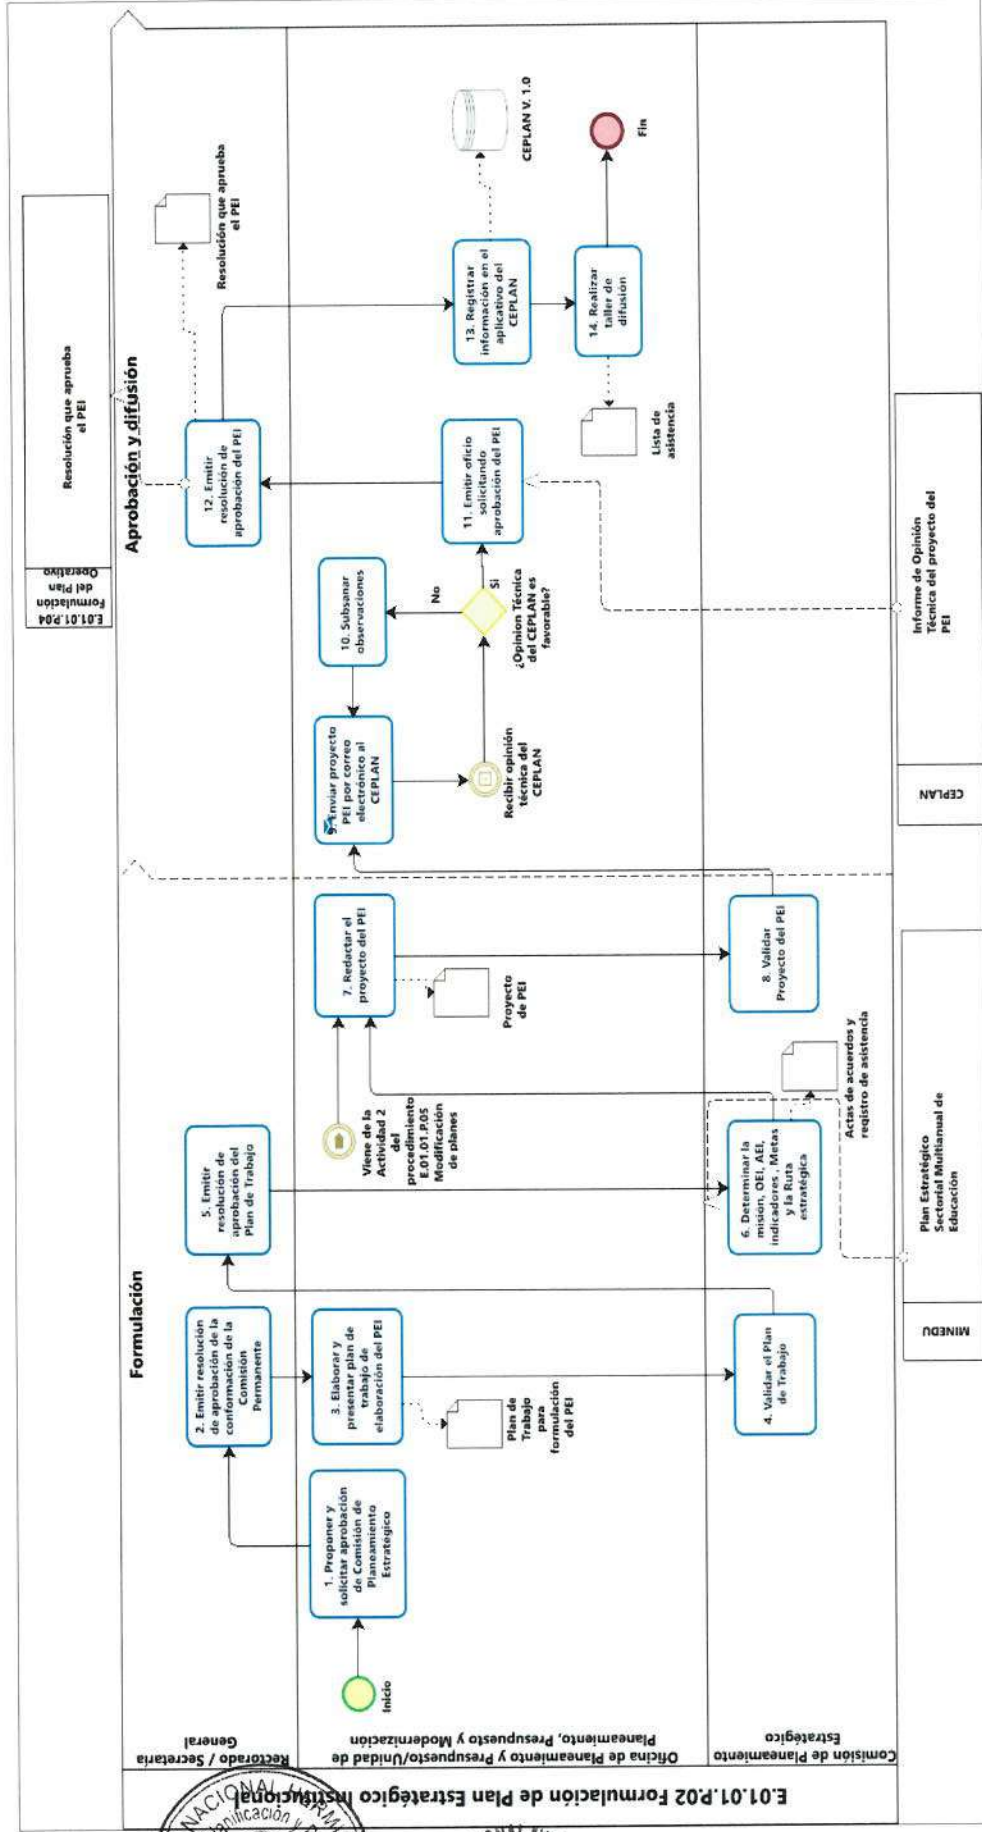 E.01.01.P.04
Formulación
del Plan
Operativo
Resolución que aprueba
el PEI
E.01.01.P.02 Formulación de Plan Estratégico Institucional
Rectorado / Secretaria
General
Oficina de Planeamiento y Presupuesto/Unidad de
Planeamiento, Presupuesto y Modernización
Comisión de Planeamiento
Estratégico
Formulación
Aprobación y difusión
Inicio
1. Proponer y
solicitar aprobación
de Comisión de
Planeamiento
Estratégico
2. Emitir resolución
de aprobación de la
conformación de la
Comisión
Permanente
3. Elaborar y
presentar plan de
trabajo de
elaboración del PEI
Plan de
Trabajo
para
formulación
del PEI
4. Validar el Plan
de Trabajo
5. Emitir
resolución de
aprobación del
Plan de Trabajo
6. Determinar la
misión, OEI, AEI,
indicadores , Metas
y la Ruta
estratégica
Actas de acuerdos y
registro de asistencia
Viene de la
Actividad 2
del
procedimiento
E.01.01.P.05
Modificación
de planes
7. Redactar el
proyecto del PEI
Proyecto
de PEI
8. Validar
Proyecto del PEI
9. Enviar proyecto
PEI por correo
electrónico al
CEPLAN
Recibir opinión
técnica del
CEPLAN
10. Subsanar
observaciones
No
Si
¿Opinion Técnica
del CEPLAN es
favorable?
11. Emitir oficio
solicitando
aprobación del PEI
12. Emitir
resolución de
aprobación del PEI
Resolución que aprueba
el PEI
13. Registrar
información en el
aplicativo del
CEPLAN
CEPLAN V. 1.0
14. Realizar
taller de
difusión
Lista de
asistencia
Fin
MINEDU
Plan Estratégico
Sectorial Multianual de
Educación
CEPLAN
Informe de Opinión
Técnica del proyecto del
PEI
NACIONAL